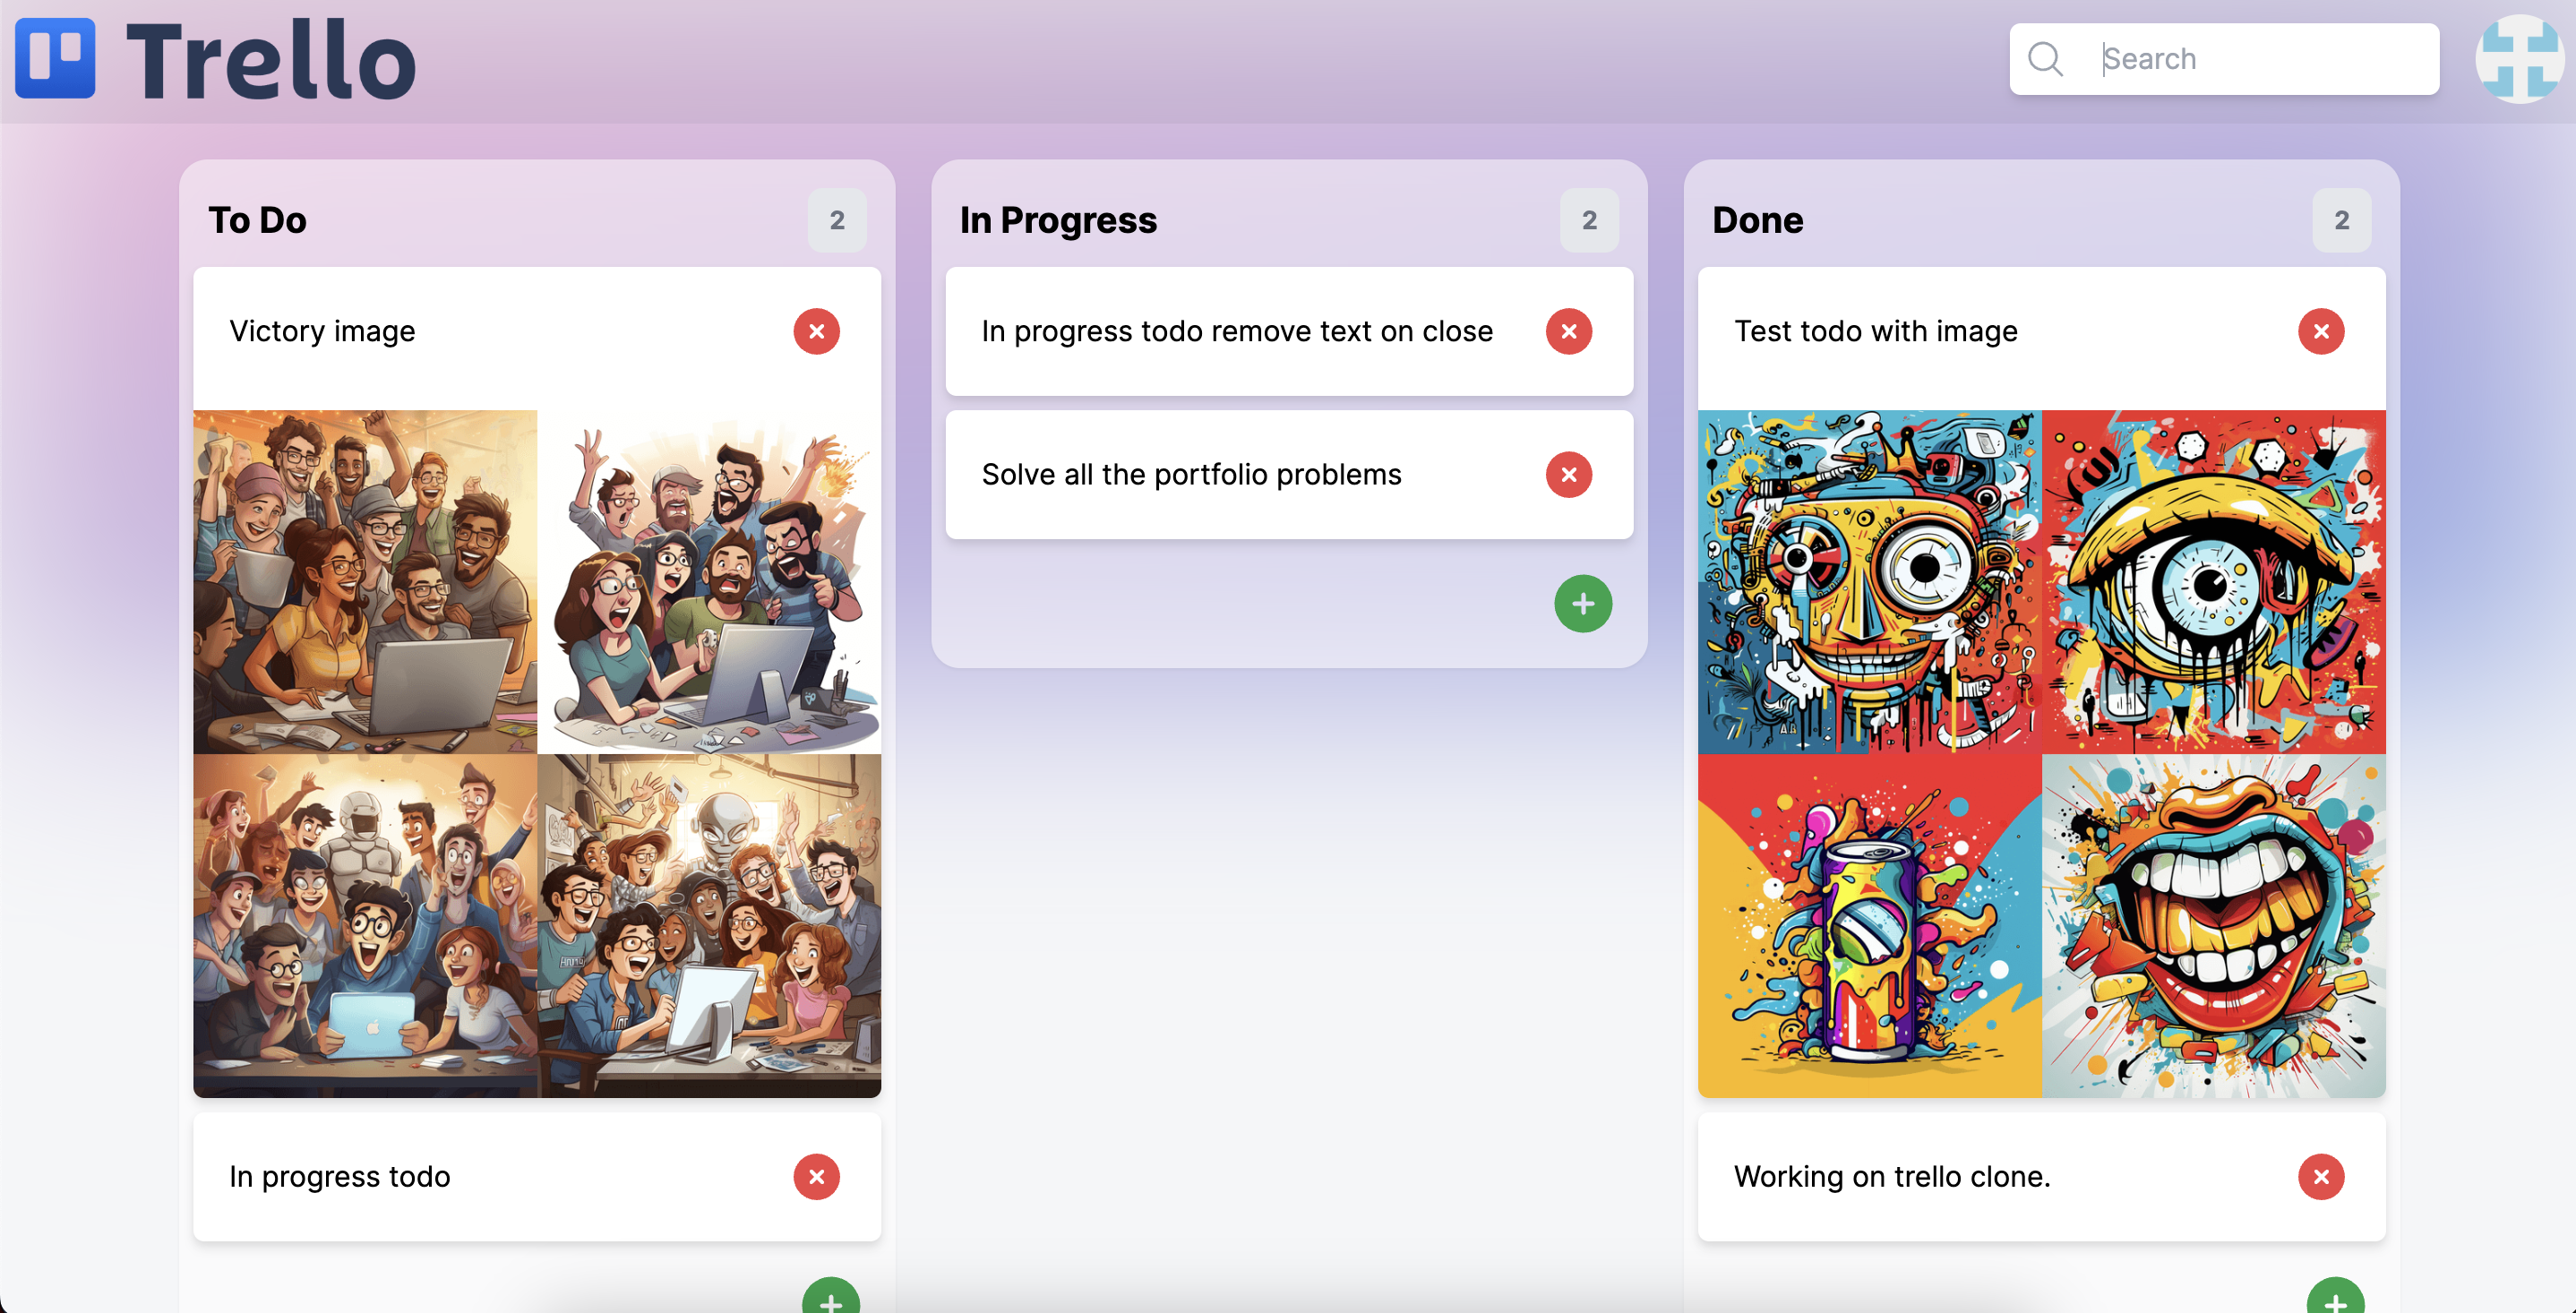 Trello
Search
To Do
2
Victory image
In progress todo
In Progress
2
In progress todo remove text on close
Solve all the portfolio problems
Done
2
Test todo with image
Working on trello clone.